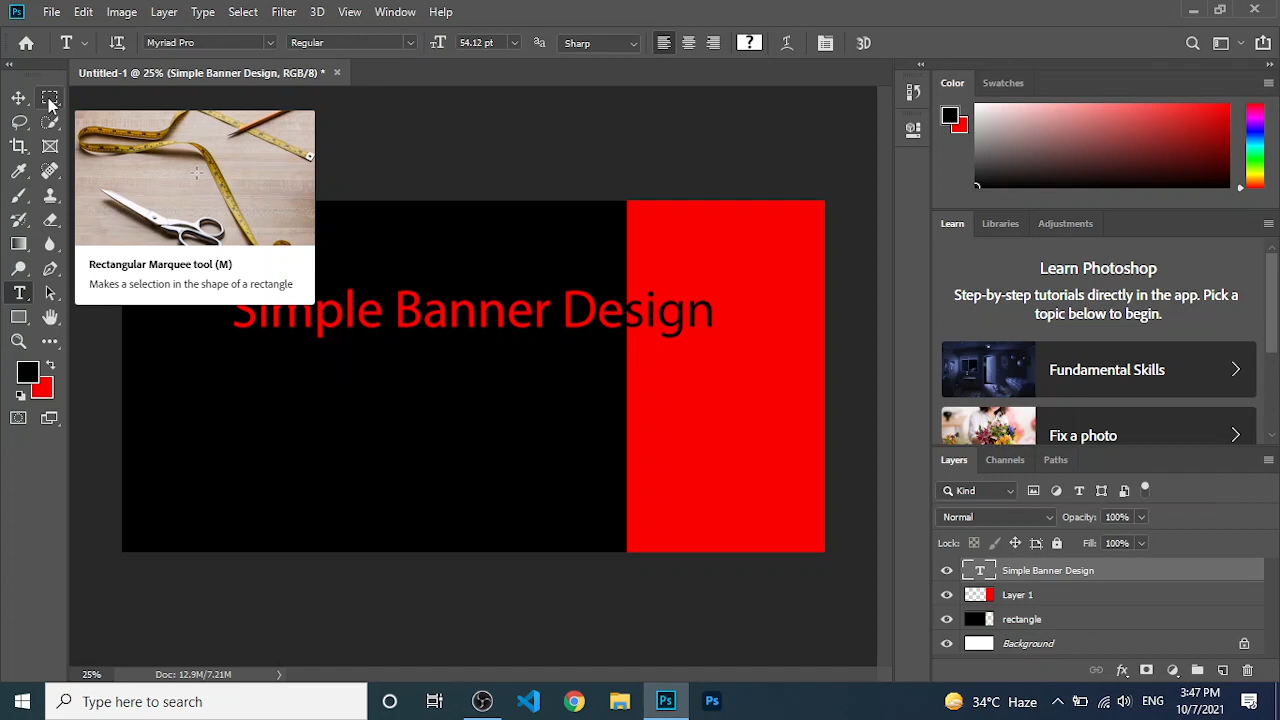 Ps File Edit Image Layer Type Select Filter 3D View Window Help
T Myriad Pro Regular 54.12 pt Sharp ? 3D
Untitled-1 @ 25% (Simple Banner Design, RGB/8) * ×
Color Swatches
Rectangular Marquee tool (M)
Makes a selection in the shape of a rectangle
Simple Banner Design
Learn Libraries Adjustments
Learn Photoshop
Step-by-step tutorials directly in the app. Pick a
topic below to begin.
Fundamental Skills
Fix a photo
Layers Channels Paths
Kind
Normal Opacity: 100%
Lock: Fill: 100%
T Simple Banner Design
Layer 1
rectangle
Background
25% Doc: 12.9M/7.21M
Type here to search
Ps Ps
34°C Haze ENG 3:47 PM
10/7/2021